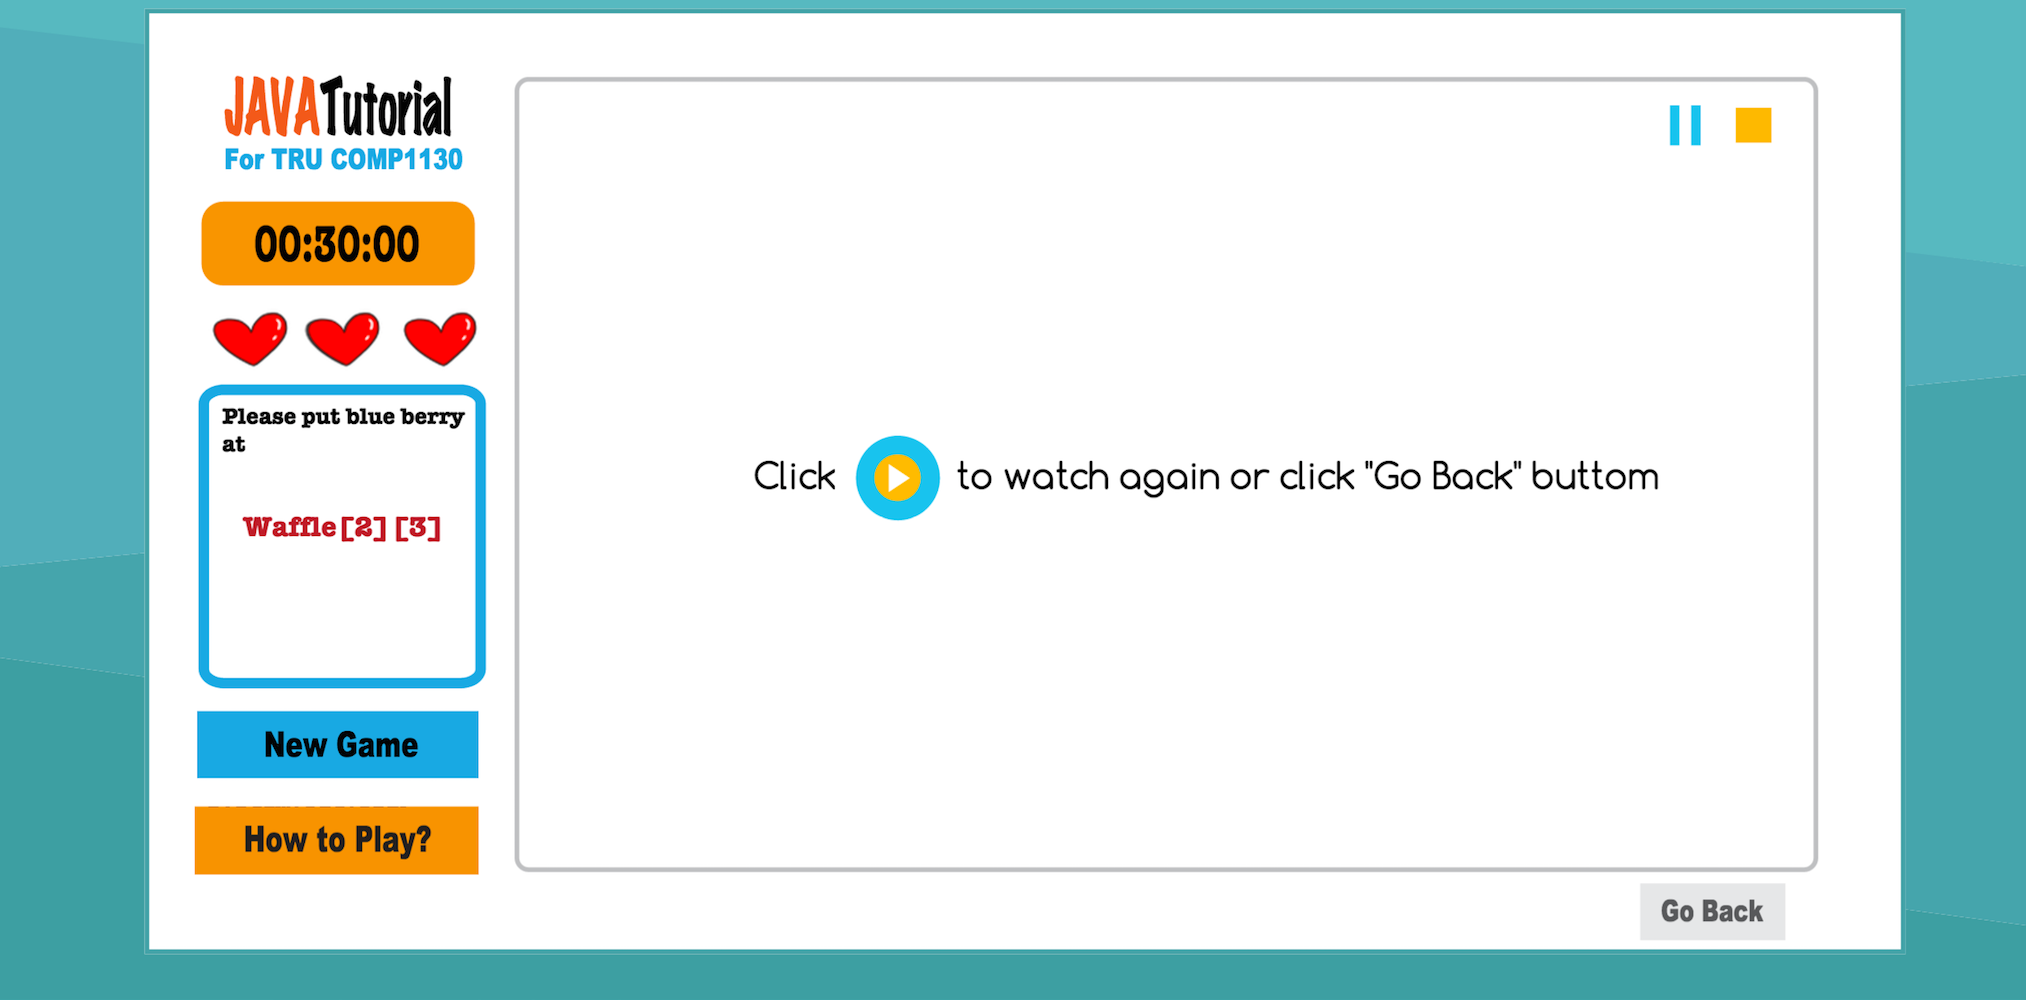 JAVATutorial
For TRU COMP1130
00:30:00
Please put blue berry
at
Waffle[2] [3]
New Game
How to Play?
Click to watch again or click "Go Back" buttom
Go Back